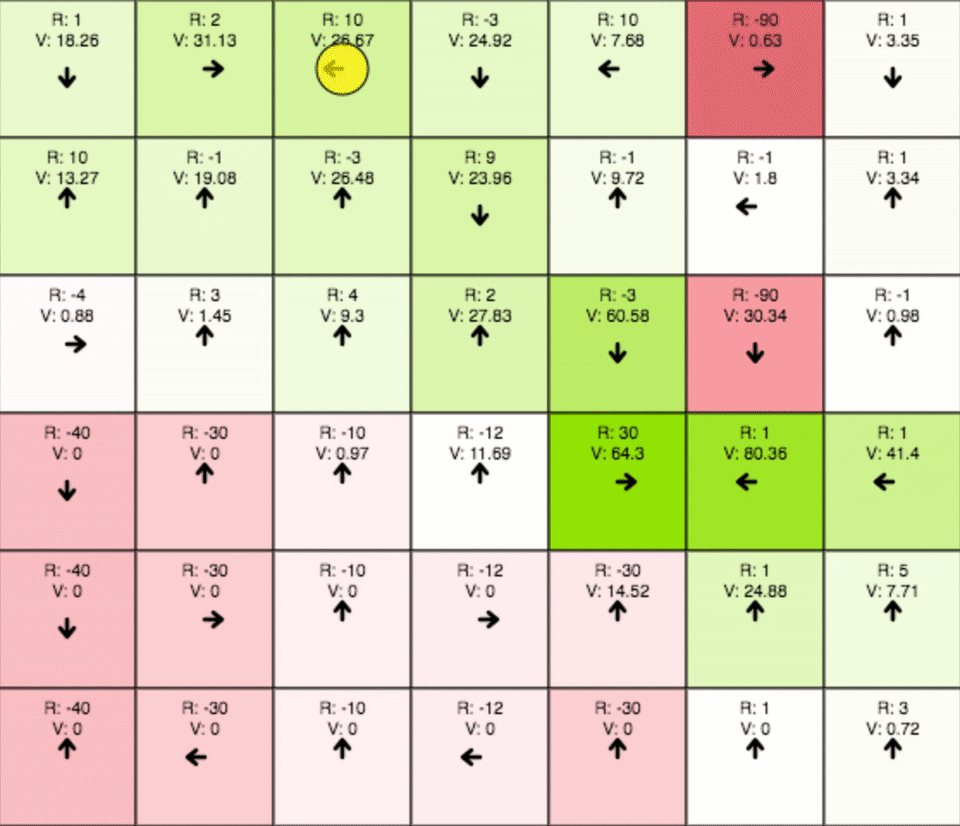 R: 1 R: 2 R: 10 R: -3 R: 10 R: -90 R: 1
V: 18.26 V: 31.13 V: 26.67 V: 24.92 V: 7.68 V: 0.63 V: 3.35
R: 10 R: -1 R: -3 R: 9 R: -1 R: -1 R: 1
V: 13.27 V: 19.08 V: 26.48 V: 23.96 V: 9.72 V: 1.8 V: 3.34
R: -4 R: 3 R: 4 R: 2 R: -3 R: -90 R: -1
V: 0.88 V: 1.45 V: 9.3 V: 27.83 V: 60.58 V: 30.34 V: 0.98
R: -40 R: -30 R: -10 R: -12 R: 30 R: 1 R: 1
V: 0 V: 0 V: 0.97 V: 11.69 V: 64.3 V: 80.36 V: 41.4
R: -40 R: -30 R: -10 R: -12 R: -30 R: 1 R: 5
V: 0 V: 0 V: 0 V: 0 V: 14.52 V: 24.88 V: 7.71
R: -40 R: -30 R: -10 R: -12 R: -30 R: 1 R: 3
V: 0 V: 0 V: 0 V: 0 V: 0 V: 0 V: 0.72